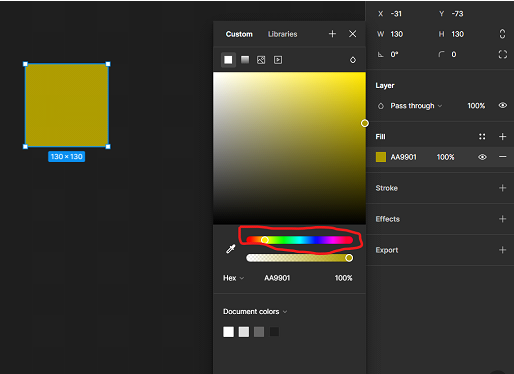 Custom Libraries
Hex AA9901 100%
Document colors
130 × 130
X -31 Y -73
W 130 H 130
0° 0
Layer
Pass through 100%
Fill
AA9901 100%
Stroke
Effects
Export